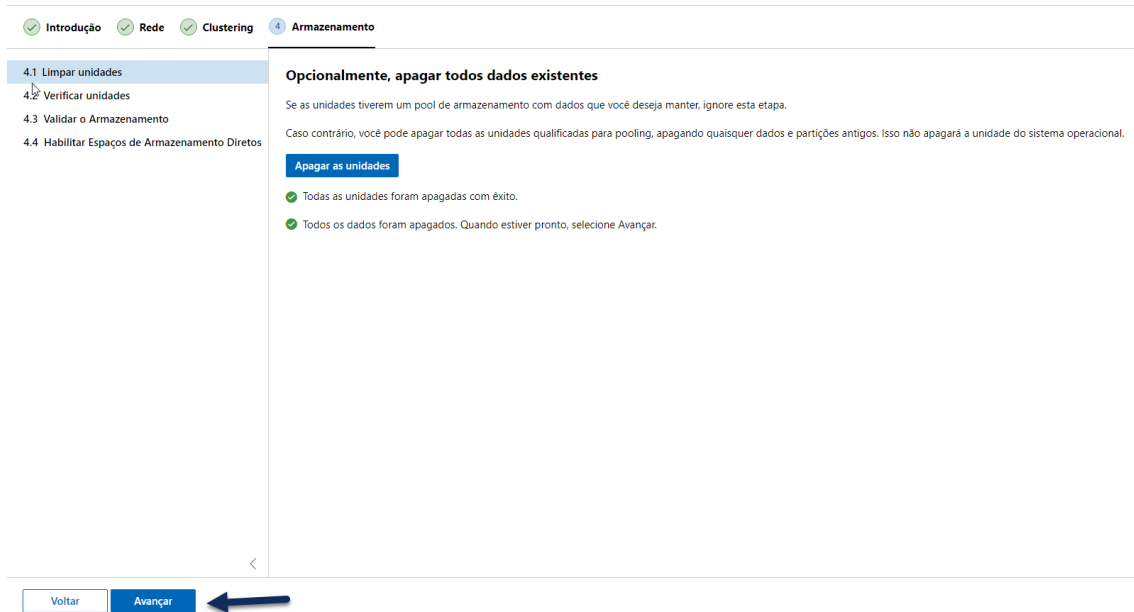 Introdução Rede Clustering 4 Armazenamento
4.1 Limpar unidades
4.2 Verificar unidades
4.3 Validar o Armazenamento
4.4 Habilitar Espaços de Armazenamento Diretos
Opcionalmente, apagar todos dados existentes
Se as unidades tiverem um pool de armazenamento com dados que você deseja manter, ignore esta etapa.
Caso contrário, você pode apagar todas as unidades qualificadas para pooling, apagando quaisquer dados e partições antigos. Isso não apagará a unidade do sistema operacional.
Apagar as unidades
Todas as unidades foram apagadas com êxito.
Todos os dados foram apagados. Quando estiver pronto, selecione Avançar.
Voltar Avançar